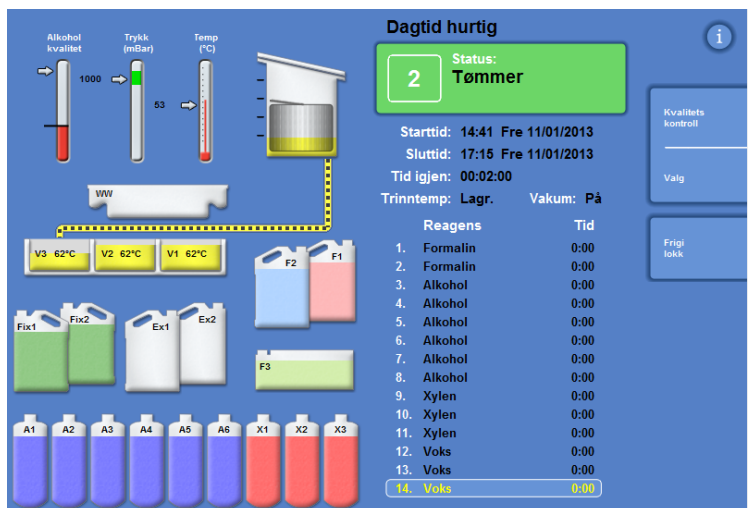 Dagtid hurtig
Alkohol
kvalitet
Trykk
(mBar)
Temp
(°C)
1000
53
i
2
Status:
Tømmer
Starttid: 14:41 Fre 11/01/2013
Sluttid: 17:15 Fre 11/01/2013
Tid igjen: 00:02:00
Trinntemp: Lagr. Vakum: På
Kvalitets
kontroll
Valg
Frigi
lokk
WW
V3 62°C
V2 62°C
V1 62°C
F2
F1
Fix1
Fix2
Ex1
Ex2
F3
A1
A2
A3
A4
A5
A6
X1
X2
X3
Reagens Tid
1. Formalin 0:00
2. Formalin 0:00
3. Alkohol 0:00
4. Alkohol 0:00
5. Alkohol 0:00
6. Alkohol 0:00
7. Alkohol 0:00
8. Alkohol 0:00
9. Xylen 0:00
10. Xylen 0:00
11. Xylen 0:00
12. Voks 0:00
13. Voks 0:00
14. Voks 0:00